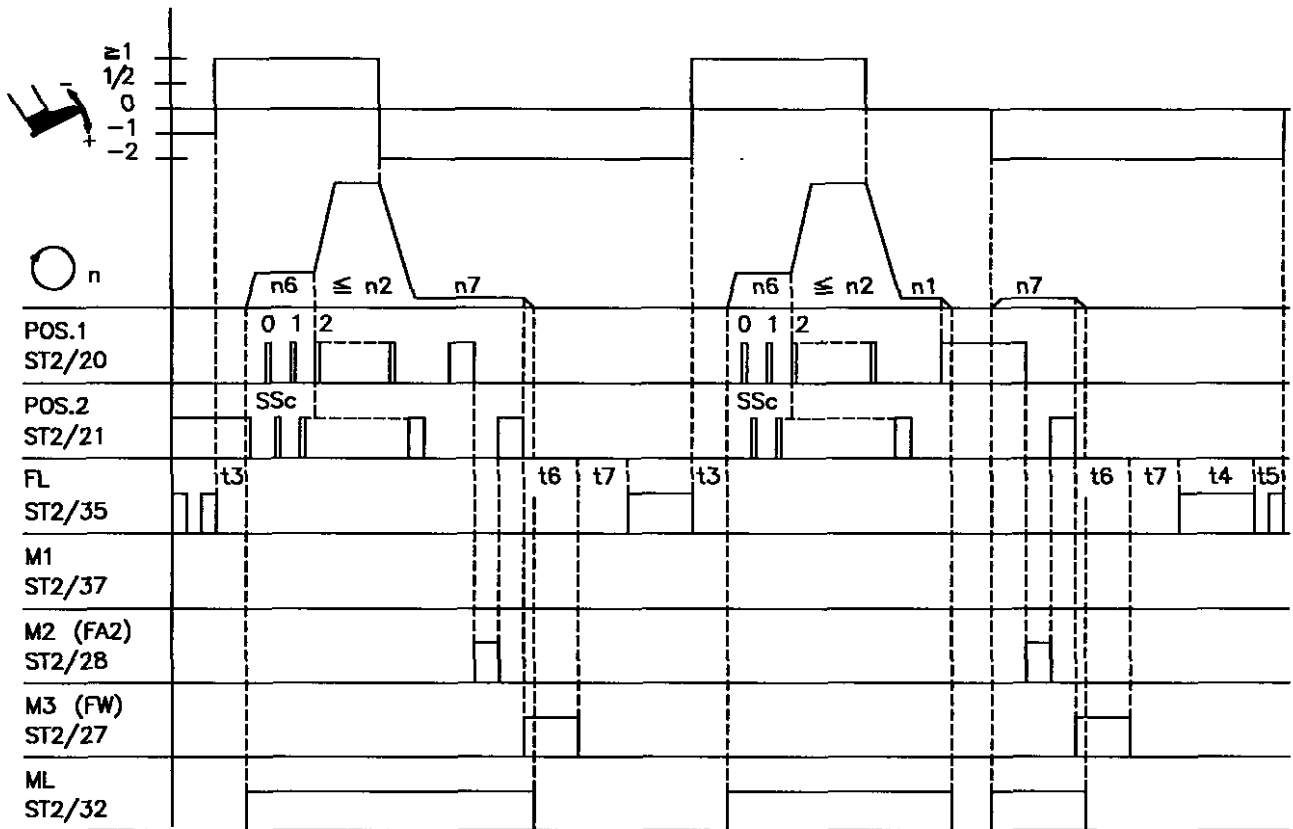 ≧1
1/2
0
−1
−2
−
+
n
n6 ≦ n2 n7 n6 ≦ n2 n1 n7
POS.1 0 1 2 0 1 2
ST2/20
POS.2 SSc SSc
ST2/21
FL t3 t6 t7 t3 t6 t7 t4 t5
ST2/35
M1
ST2/37
M2 (FA2)
ST2/28
M3 (FW)
ST2/27
ML
ST2/32